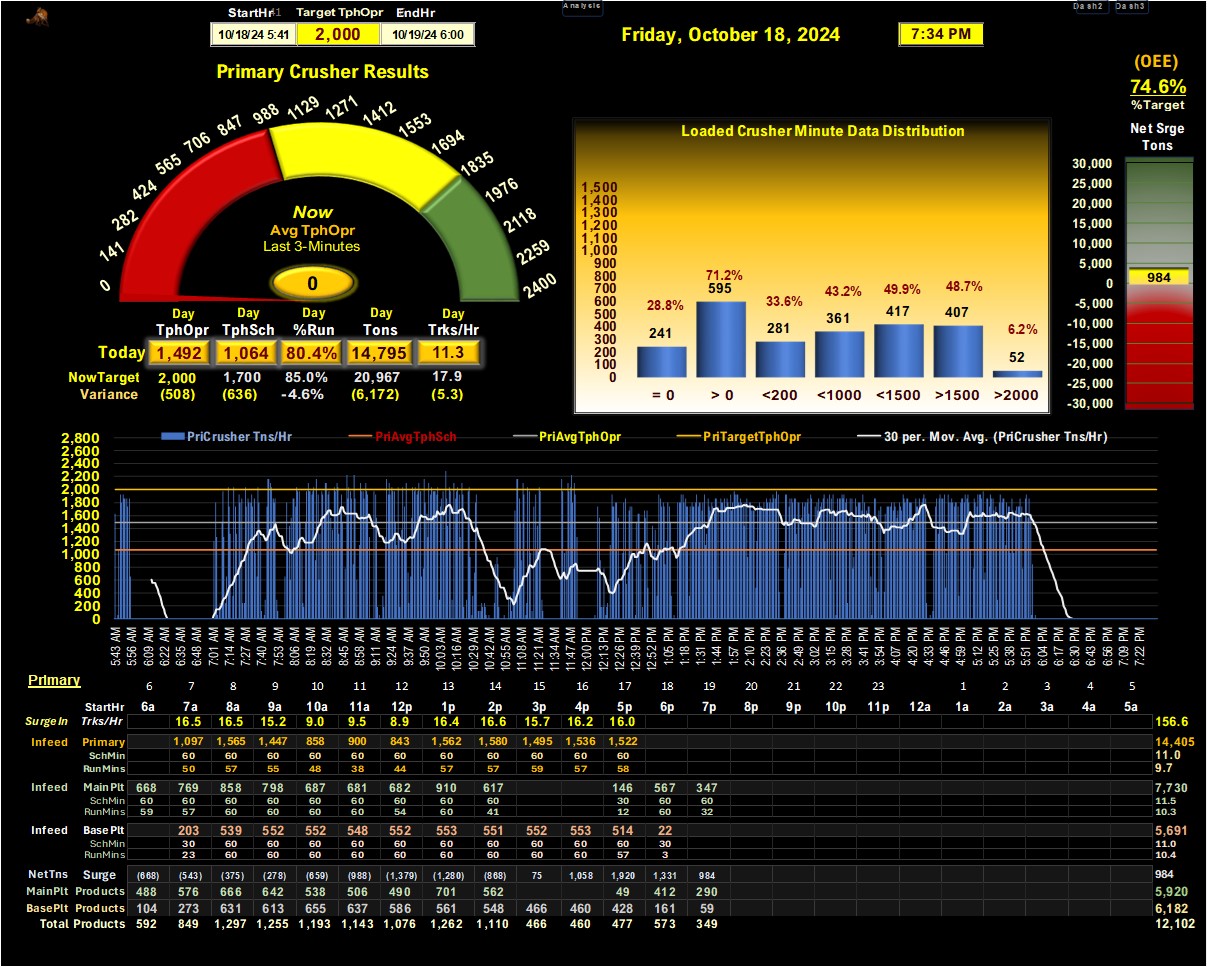 Analysis
Dash2 Dash3
StartHr41 Target TphOpr EndHr
10/18/24 5:41 2,000 10/19/24 6:00
Friday, October 18, 2024
7:34 PM
(OEE)
74.6%
%Target
Net Srge
Tons
30,000
25,000
20,000
15,000
10,000
5,000
0
-5,000
-10,000
-15,000
-20,000
-25,000
-30,000
984
Primary Crusher Results
0
141
282
424
565
706
847
988
1129
1271
1412
1553
1694
1835
1976
2118
2259
2400
Now
Avg TphOpr
Last 3-Minutes
0
Day Day Day Day Day
TphOpr TphSch %Run Tons Trks/Hr
Today 1,492 1,064 80.4% 14,795 11.3
NowTarget 2,000 1,700 85.0% 20,967 17.9
Variance (508) (636) -4.6% (6,172) (5.3)
Loaded Crusher Minute Data Distribution
1,500
1,400
1,300
1,200
1,100
1,000
900
800
700
600
500
400
300
200
100
0
28.8% 71.2% 33.6% 43.2% 49.9% 48.7% 6.2%
241 595 281 361 417 407 52
= 0 > 0 <200 <1000 <1500 >1500 >2000
PriCrusher Tns/Hr PriAvgTphSch PriAvgTphOpr PriTargetTphOpr 30 per. Mov. Avg. (PriCrusher Tns/Hr)
2,800
2,600
2,400
2,200
2,000
1,800
1,600
1,400
1,200
1,000
800
600
400
200
0
5:43 AM 5:56 AM 6:09 AM 6:22 AM 6:35 AM 6:48 AM 7:01 AM 7:14 AM 7:27 AM 7:40 AM 7:53 AM 8:06 AM 8:19 AM 8:32 AM 8:45 AM 8:58 AM 9:11 AM 9:24 AM 9:37 AM 9:50 AM 10:03 AM 10:16 AM 10:29 AM 10:42 AM 10:55 AM 11:08 AM 11:21 AM 11:34 AM 11:47 AM 12:00 PM 12:13 PM 12:26 PM 12:39 PM 12:52 PM 1:05 PM 1:18 PM 1:31 PM 1:44 PM 1:57 PM 2:10 PM 2:23 PM 2:36 PM 2:49 PM 3:02 PM 3:15 PM 3:28 PM 3:41 PM 3:54 PM 4:07 PM 4:20 PM 4:33 PM 4:46 PM 4:59 PM 5:12 PM 5:25 PM 5:38 PM 5:51 PM 6:04 PM 6:17 PM 6:30 PM 6:43 PM 6:56 PM 7:09 PM 7:22 PM
Primary 6 7 8 9 10 11 12 13 14 15 16 17 18 19 20 21 22 23 1 2 3 4 5
StartHr 6a 7a 8a 9a 10a 11a 12p 1p 2p 3p 4p 5p 6p 7p 8p 9p 10p 11p 12a 1a 2a 3a 4a 5a
SurgeIn Trks/Hr 16.5 16.5 15.2 9.0 9.5 8.9 16.4 16.6 15.7 16.2 16.0 156.6
Infeed Primary 1,097 1,565 1,447 858 900 843 1,562 1,580 1,495 1,536 1,522 14,405
SchMin 60 60 60 60 60 60 60 60 60 60 60 11.0
RunMins 50 57 55 48 38 44 57 57 59 57 58 9.7
Infeed MainPlt 668 769 858 798 687 681 682 910 617 146 567 347 7,730
SchMin 60 60 60 60 60 60 60 60 60 30 60 60 11.5
RunMins 59 57 60 60 60 60 54 60 41 12 60 32 10.3
Infeed Base Plt 203 539 552 552 548 552 553 551 552 553 514 22 5,691
SchMin 30 60 60 60 60 60 60 60 60 60 60 30 11.0
RunMins 23 60 60 60 60 60 60 60 60 60 57 3 10.4
NetTns Surge (668) (543) (375) (278) (659) (988) (1,379) (1,280) (868) 75 1,058 1,920 1,331 984 984
MainPlt Products 488 576 666 642 538 506 490 701 562 49 412 290 5,920
BasePlt Products 104 273 631 613 655 637 586 561 548 466 460 428 161 59 6,182
Total Products 592 849 1,297 1,255 1,193 1,143 1,076 1,262 1,110 466 460 477 573 349 12,102